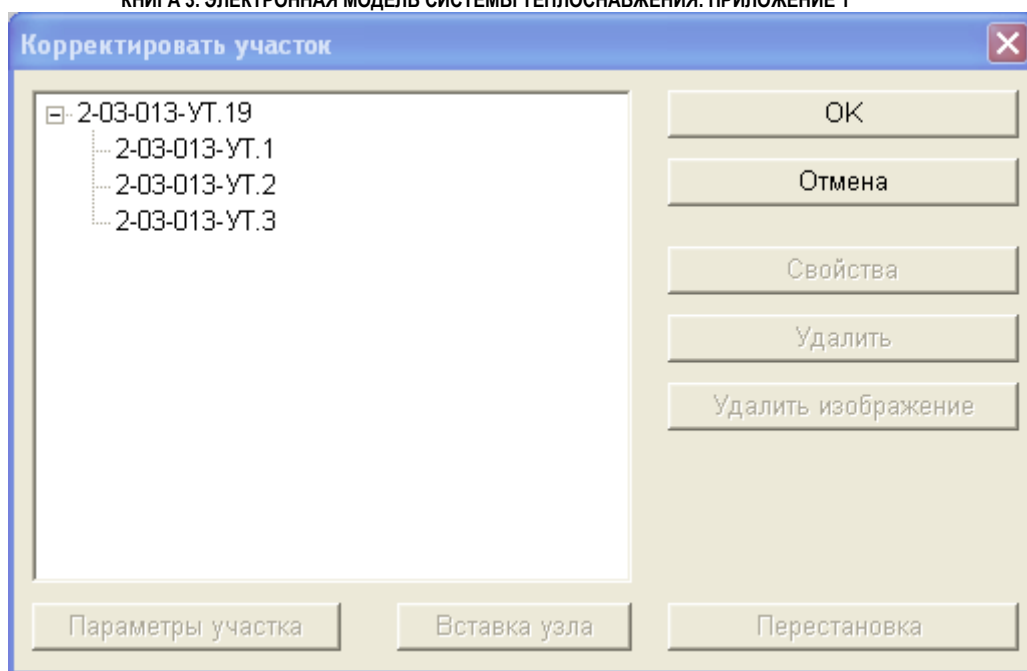 КНИГА 3. ЭЛЕКТРОННАЯ МОДЕЛЬ СИСТЕМЫ ТЕПЛОСНАБЖЕНИЯ. ПРИЛОЖЕНИЕ 1
Корректировать участок
2-03-013-УТ.19
2-03-013-УТ.1
2-03-013-УТ.2
2-03-013-УТ.3
OK
Отмена
Свойства
Удалить
Удалить изображение
Параметры участка
Вставка узла
Перестановка